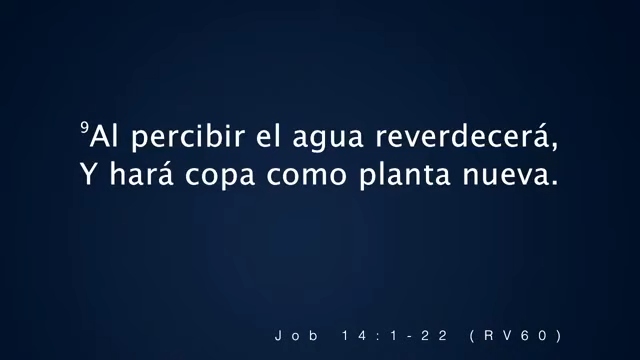 ⁹Al percibir el agua reverdecerá,
Y hará copa como planta nueva.
Job 14:1-22 (RV60)